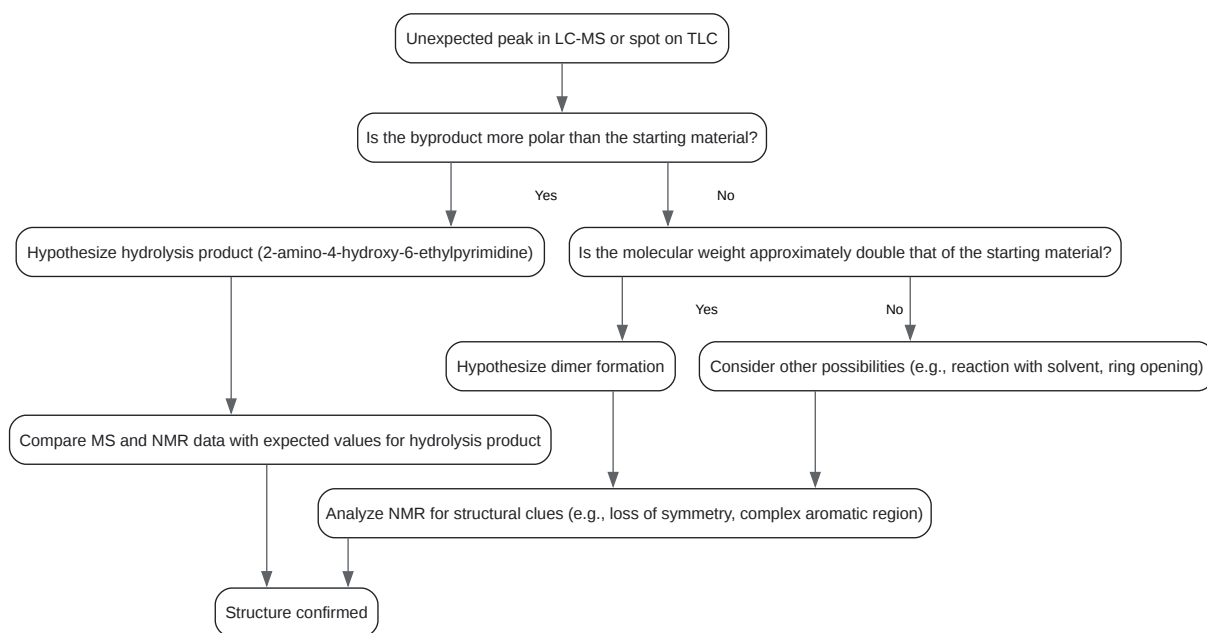 Unexpected peak in LC-MS or spot on TLC
Is the byproduct more polar than the starting material?
Yes
No
Hypothesize hydrolysis product (2-amino-4-hydroxy-6-ethylpyrimidine)
Is the molecular weight approximately double that of the starting material?
Yes
No
Hypothesize dimer formation
Consider other possibilities (e.g., reaction with solvent, ring opening)
Compare MS and NMR data with expected values for hydrolysis product
Analyze NMR for structural clues (e.g., loss of symmetry, complex aromatic region)
Structure confirmed